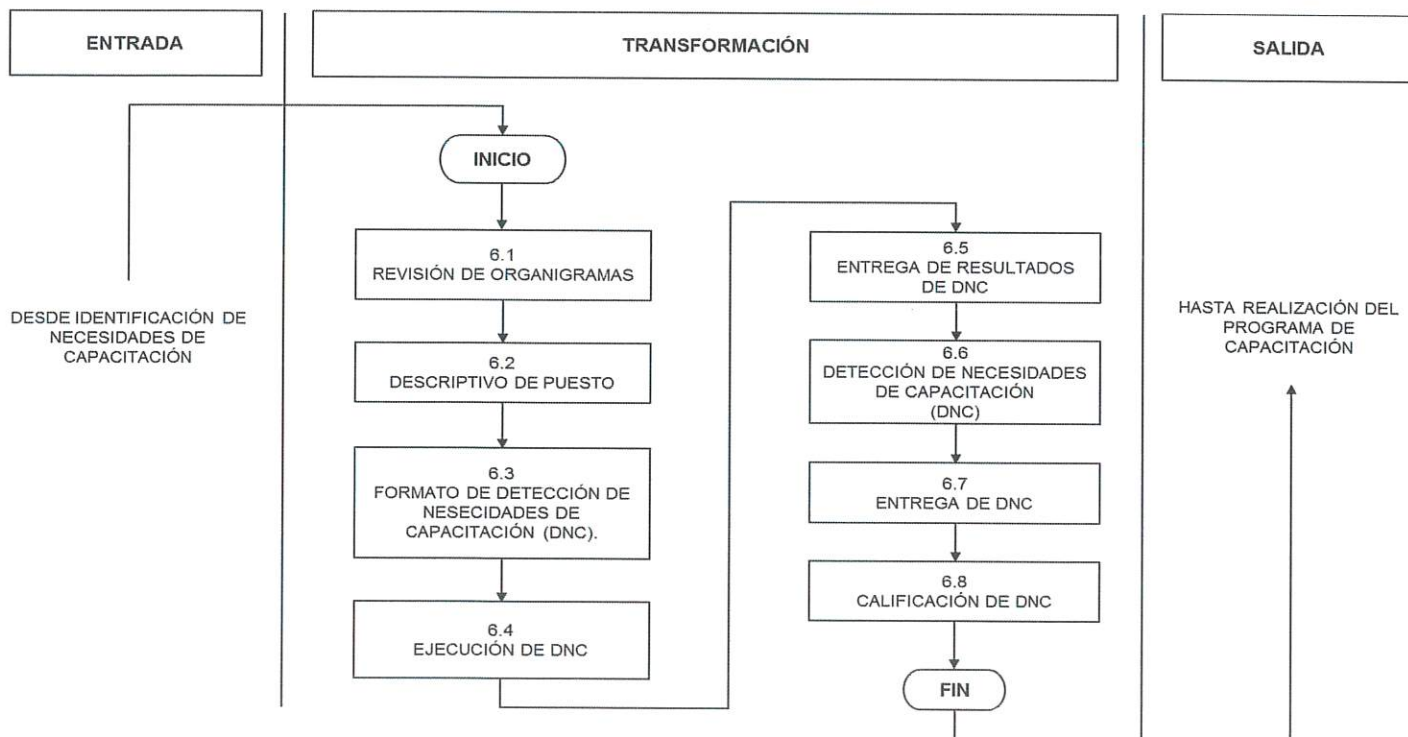 ENTRADA
TRANSFORMACIÓN
SALIDA
DESDE IDENTIFICACIÓN DE
NECESIDADES DE
CAPACITACIÓN
INICIO
6.1
REVISIÓN DE ORGANIGRAMAS
6.2
DESCRIPTIVO DE PUESTO
6.3
FORMATO DE DETECCIÓN DE
NESECIDADES DE
CAPACITACIÓN (DNC).
6.4
EJECUCIÓN DE DNC
6.5
ENTREGA DE RESULTADOS
DE DNC
6.6
DETECCIÓN DE NECESIDADES
DE CAPACITACIÓN
(DNC)
6.7
ENTREGA DE DNC
6.8
CALIFICACIÓN DE DNC
FIN
HASTA REALIZACIÓN DEL
PROGRAMA DE
CAPACITACIÓN